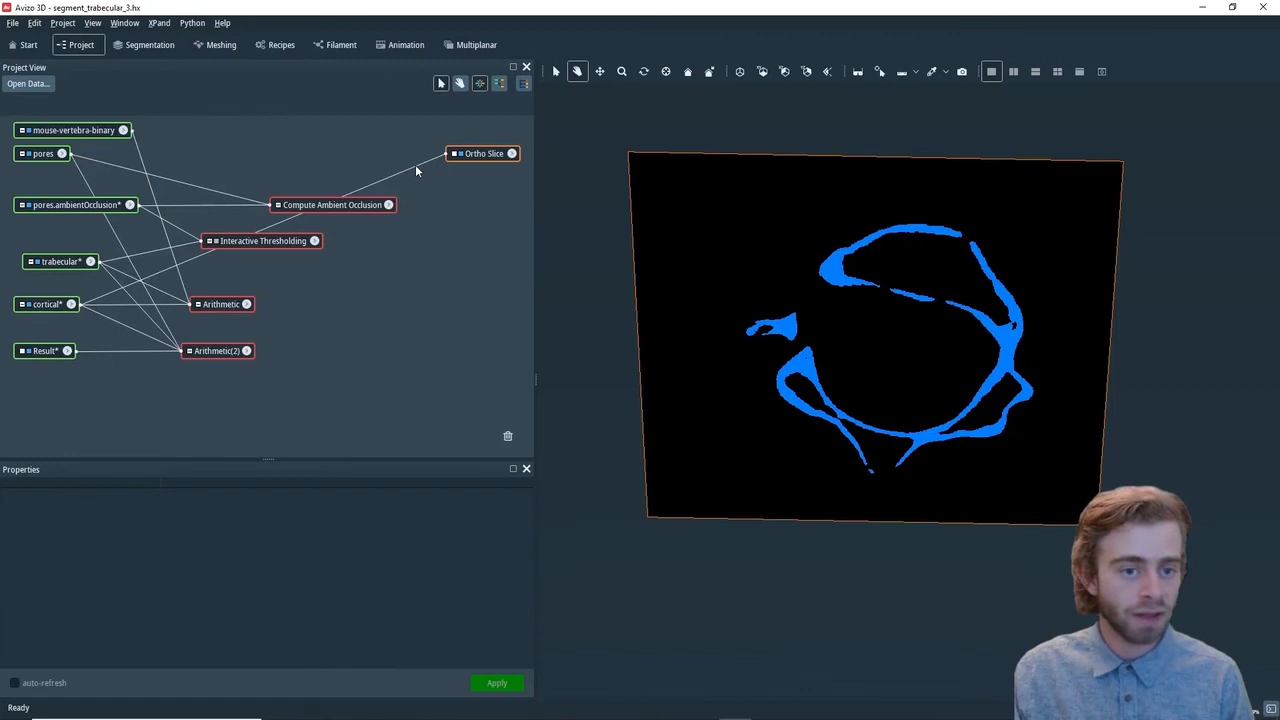 Avizo 3D - segment_trabecular_3.hx
File Edit Project View Window XPand Python Help
Start Project Segmentation Meshing Recipes Filament Animation Multiplanar
Project View
Open Data...
mouse-vertebra-binary
pores
Ortho Slice
pores.ambientOcclusion*
Compute Ambient Occlusion
Interactive Thresholding
trabecular*
cortical*
Arithmetic
Result*
Arithmetic(2)
Properties
auto-refresh
Apply
Ready